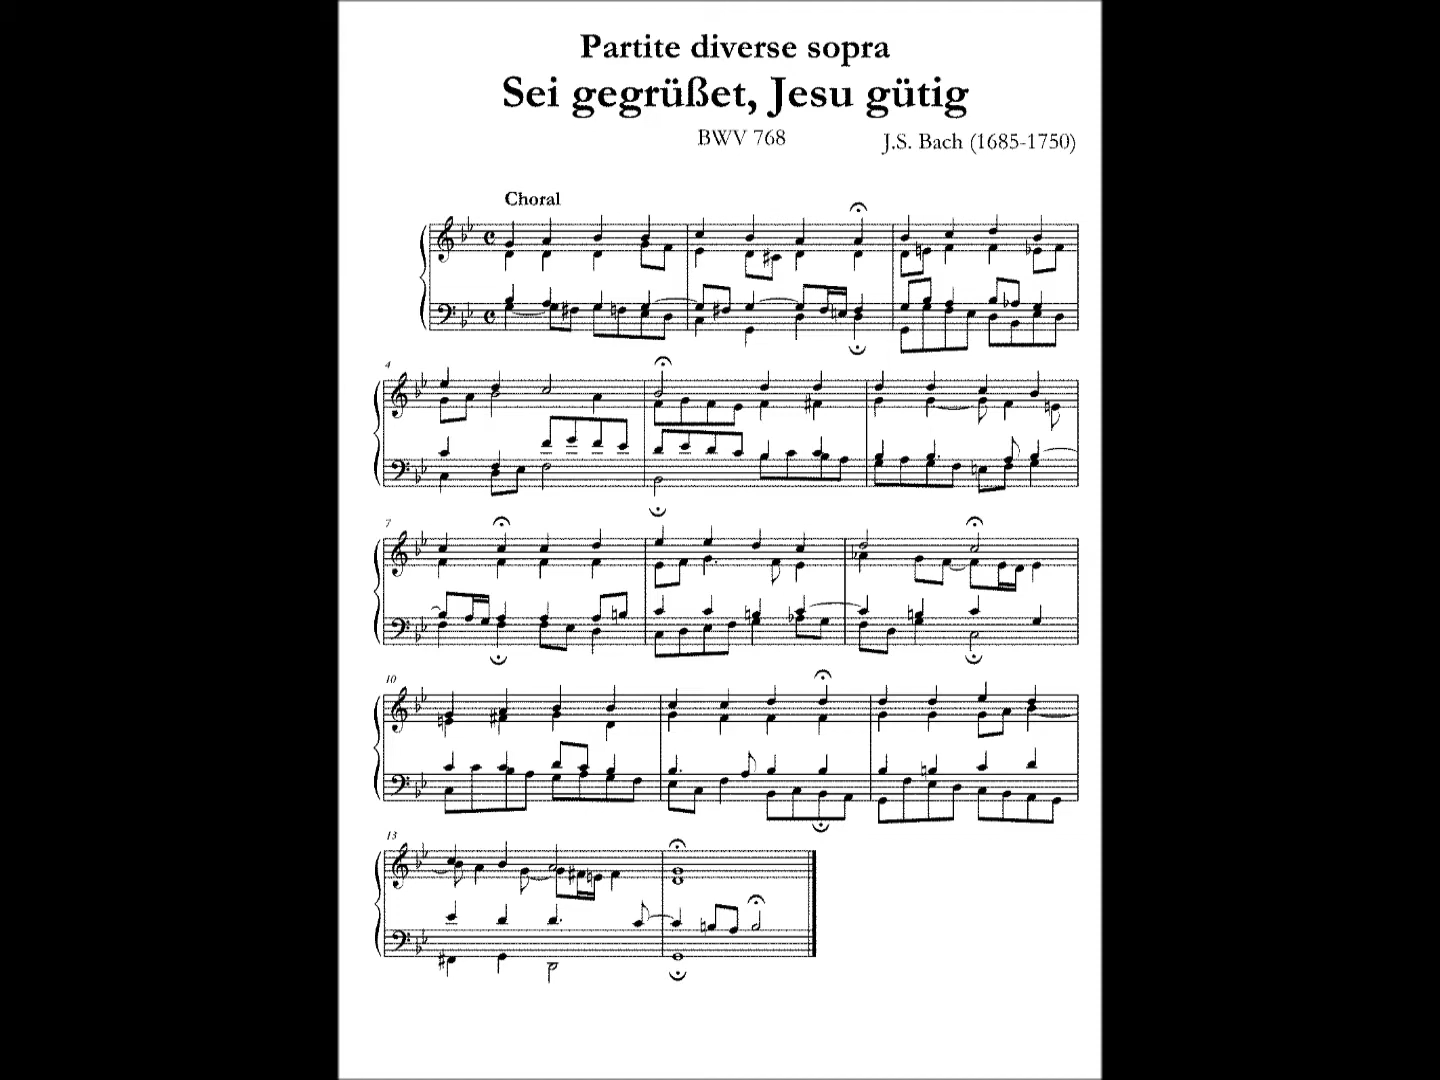 Partite diverse sopra
Sei gegrüßet, Jesu gütig
BWV 768
J.S. Bach (1685-1750)
Choral
4
7
10
13